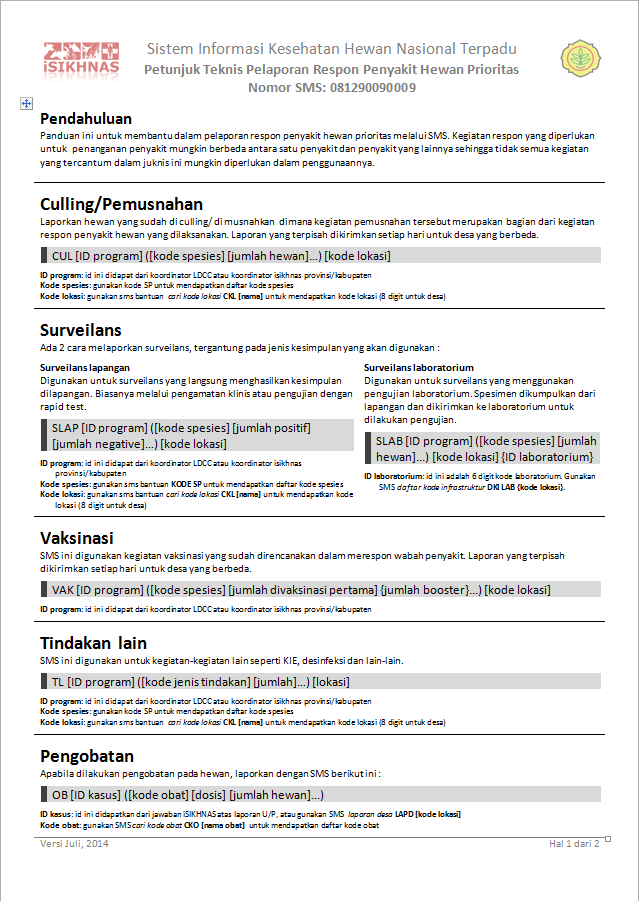 iSIKHNAS
Sistem Informasi Kesehatan Hewan Nasional Terpadu
Petunjuk Teknis Pelaporan Respon Penyakit Hewan Prioritas
Nomor SMS: 081290090009
Pendahuluan
Panduan ini untuk membantu dalam pelaporan respon penyakit hewan prioritas melalui SMS. Kegiatan respon yang diperlukan
untuk penanganan penyakit mungkin berbeda antara satu penyakit dan penyakit yang lainnya sehingga tidak semua kegiatan
yang tercantum dalam juknis ini mungkin diperlukan dalam penggunaannya.
Culling/Pemusnahan
Laporkan hewan yang sudah di culling/ di musnahkan dimana kegiatan pemusnahan tersebut merupakan bagian dari kegiatan
respon penyakit hewan yang dilaksanakan. Laporan yang terpisah dikirimkan setiap hari untuk desa yang berbeda.
CUL [ID program] ([kode spesies] [jumlah hewan]...) [kode lokasi]
ID program: id ini didapat dari koordinator LDCC atau koordinator isikhnas provinsi/kabupaten
Kode spesies: gunakan kode SP untuk mendapatkan daftar kode spesies
Kode lokasi: gunakan sms bantuan cari kode lokasi CKL [nama] untuk mendapatkan kode lokasi (8 digit untuk desa)
Surveilans
Ada 2 cara melaporkan surveilans, tergantung pada jenis kesimpulan yang akan digunakan :
Surveilans lapangan
Digunakan untuk surveilans yang langsung menghasilkan kesimpulan
dilapangan. Biasanya melalui pengamatan klinis atau pengujian dengan
rapid test.
SLAP [ID program] ([kode spesies] [jumlah positif]
[jumlah negative]...) [kode lokasi]
ID program: id ini didapat dari koordinator LDCC atau koordinator isikhnas
provinsi/kabupaten
Kode spesies: gunakan sms bantuan KODE SP untuk mendapatkan daftar kode spesies
Kode lokasi: gunakan sms bantuan cari kode lokasi CKL [nama] untuk mendapatkan kode
lokasi (8 digit untuk desa)
Surveilans laboratorium
Digunakan untuk surveilans yang menggunakan
pengujian laboratorium. Spesimen dikumpulkan dari
lapangan dan dikirimkan ke laboratorium untuk
dilakukan pengujian.
SLAB [ID program] ([kode spesies] [jumlah
hewan]...) [kode lokasi] {ID laboratorium}
ID laboratorium: id ini adalah 6 digit kode laboratorium. Gunakan
SMS daftar kode infrastruktur DKI LAB {kode lokasi}.
Vaksinasi
SMS ini digunakan kegiatan vaksinasi yang sudah direncanakan dalam merespon wabah penyakit. Laporan yang terpisah
dikirimkan setiap hari untuk desa yang berbeda.
VAK [ID program] ([kode spesies] [jumlah divaksinasi pertama] {jumlah booster}...) [kode lokasi]
ID program: id ini didapat dari koordinator LDCC atau koordinator isikhnas provinsi/kabupaten
Tindakan lain
SMS ini digunakan untuk kegiatan-kegiatan lain seperti KIE, desinfeksi dan lain-lain.
TL [ID program] ([kode jenis tindakan] [jumlah]...) [lokasi]
ID program: id ini didapat dari koordinator LDCC atau koordinator isikhnas provinsi/kabupaten
Kode spesies: gunakan kode SP untuk mendapatkan daftar kode spesies
Kode lokasi: gunakan sms bantuan cari kode lokasi CKL [nama] untuk mendapatkan kode lokasi (8 digit untuk desa)
Pengobatan
Apabila dilakukan pengobatan pada hewan, laporkan dengan SMS berikut ini :
OB [ID kasus] ([kode obat] [dosis] [jumlah hewan]...)
ID kasus: id ini didapatkan dari jawaban iSIKHNAS atas laporan U/P, atau gunakan SMS laporan desa LAPD [kode lokasi]
Kode obat: gunakan SMS cari kode obat CKO [nama obat] untuk mendapatkan daftar kode obat
Versi Juli, 2014
Hal 1 dari 2